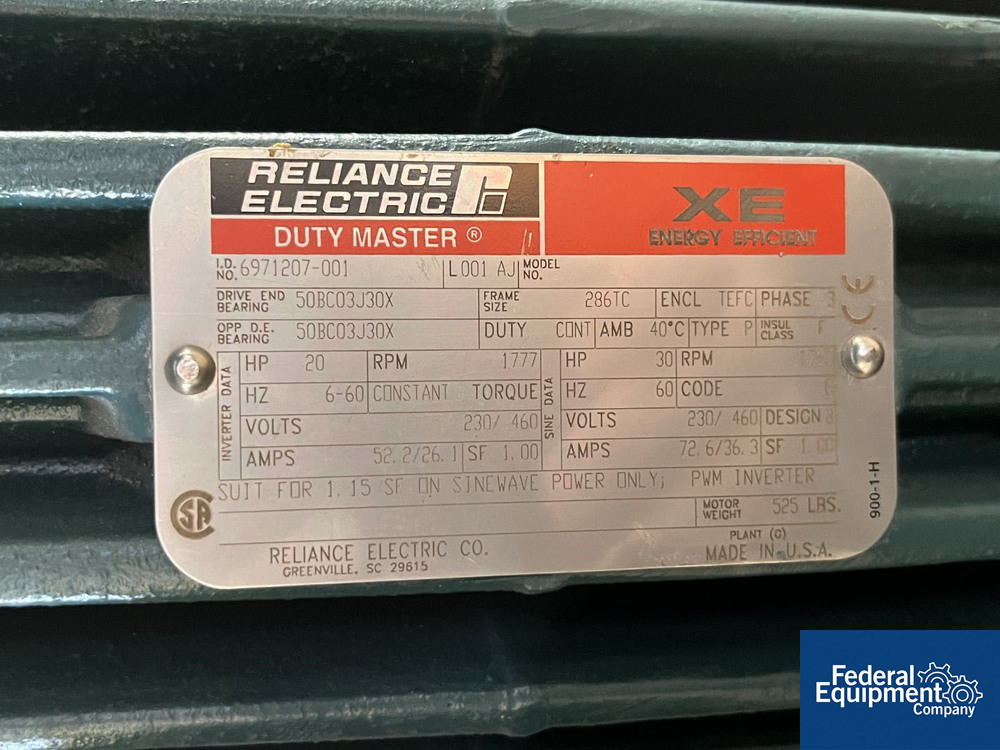 RELIANCE
ELECTRIC
XE
ENERGY EFFICIENT
DUTY MASTER ®
I.D. NO. 6971207-001 L001 AJ MODEL NO.
DRIVE END BEARING 50BC03J30X FRAME SIZE 286TC ENCL TEFC PHASE 3
OPP D.E. BEARING 50BC03J30X DUTY CONT AMB 40°C TYPE P INSUL CLASS F
CE
INVERTER DATA
HP 20 RPM 1777
HZ 6-60 CONSTANT TORQUE
VOLTS 230/ 460
AMPS 52.2/26.1 SF 1.00
SINE DATA
HP 30 RPM
HZ 60 CODE
VOLTS 230/ 460 DESIGN B
AMPS 72.6/36.3 SF 1.00
SUIT FOR 1.15 SF ON SINEWAVE POWER ONLY; PWM INVERTER
MOTOR WEIGHT 525 LBS.
900-1-H
SA
PLANT (G)
RELIANCE ELECTRIC CO. MADE IN U.S.A.
GREENVILLE, SC 29615
Federal
Equipment
Company